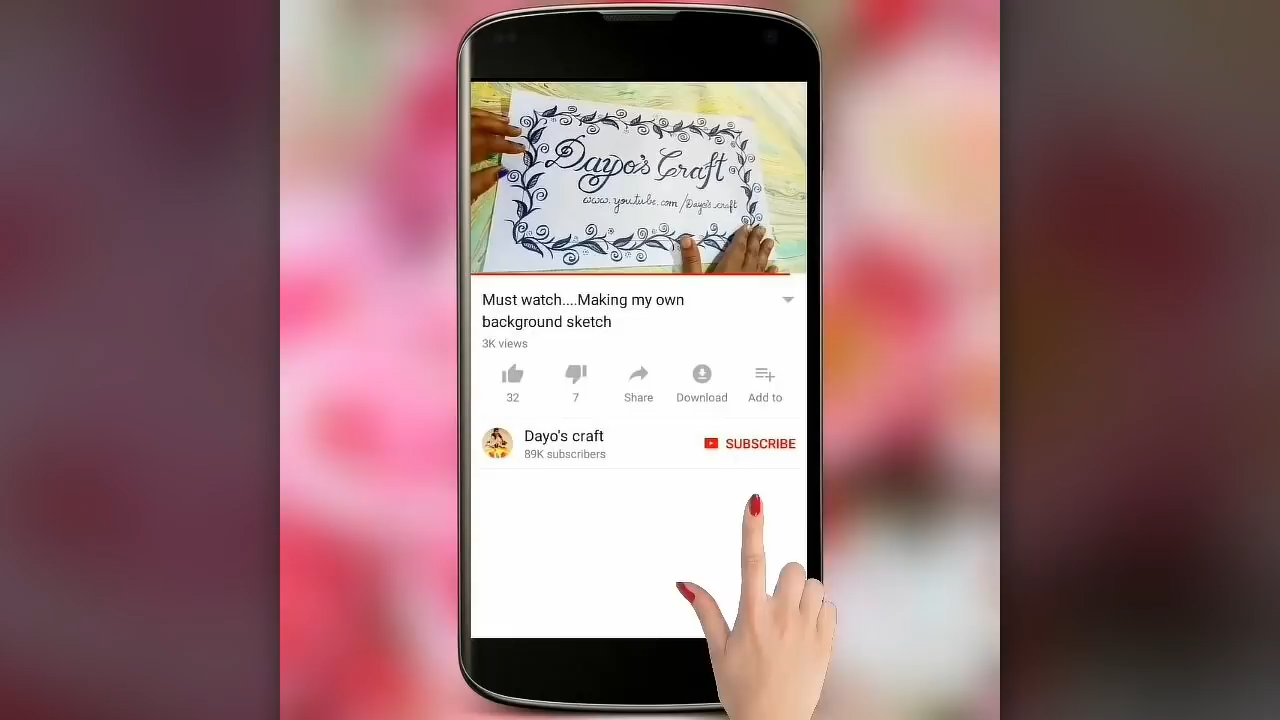 Dayo's Craft
www.youtube.com/Dayo's craft
Must watch....Making my own
background sketch
3K views
32
7
Share
Download
Add to
Dayo's craft
89K subscribers
SUBSCRIBE